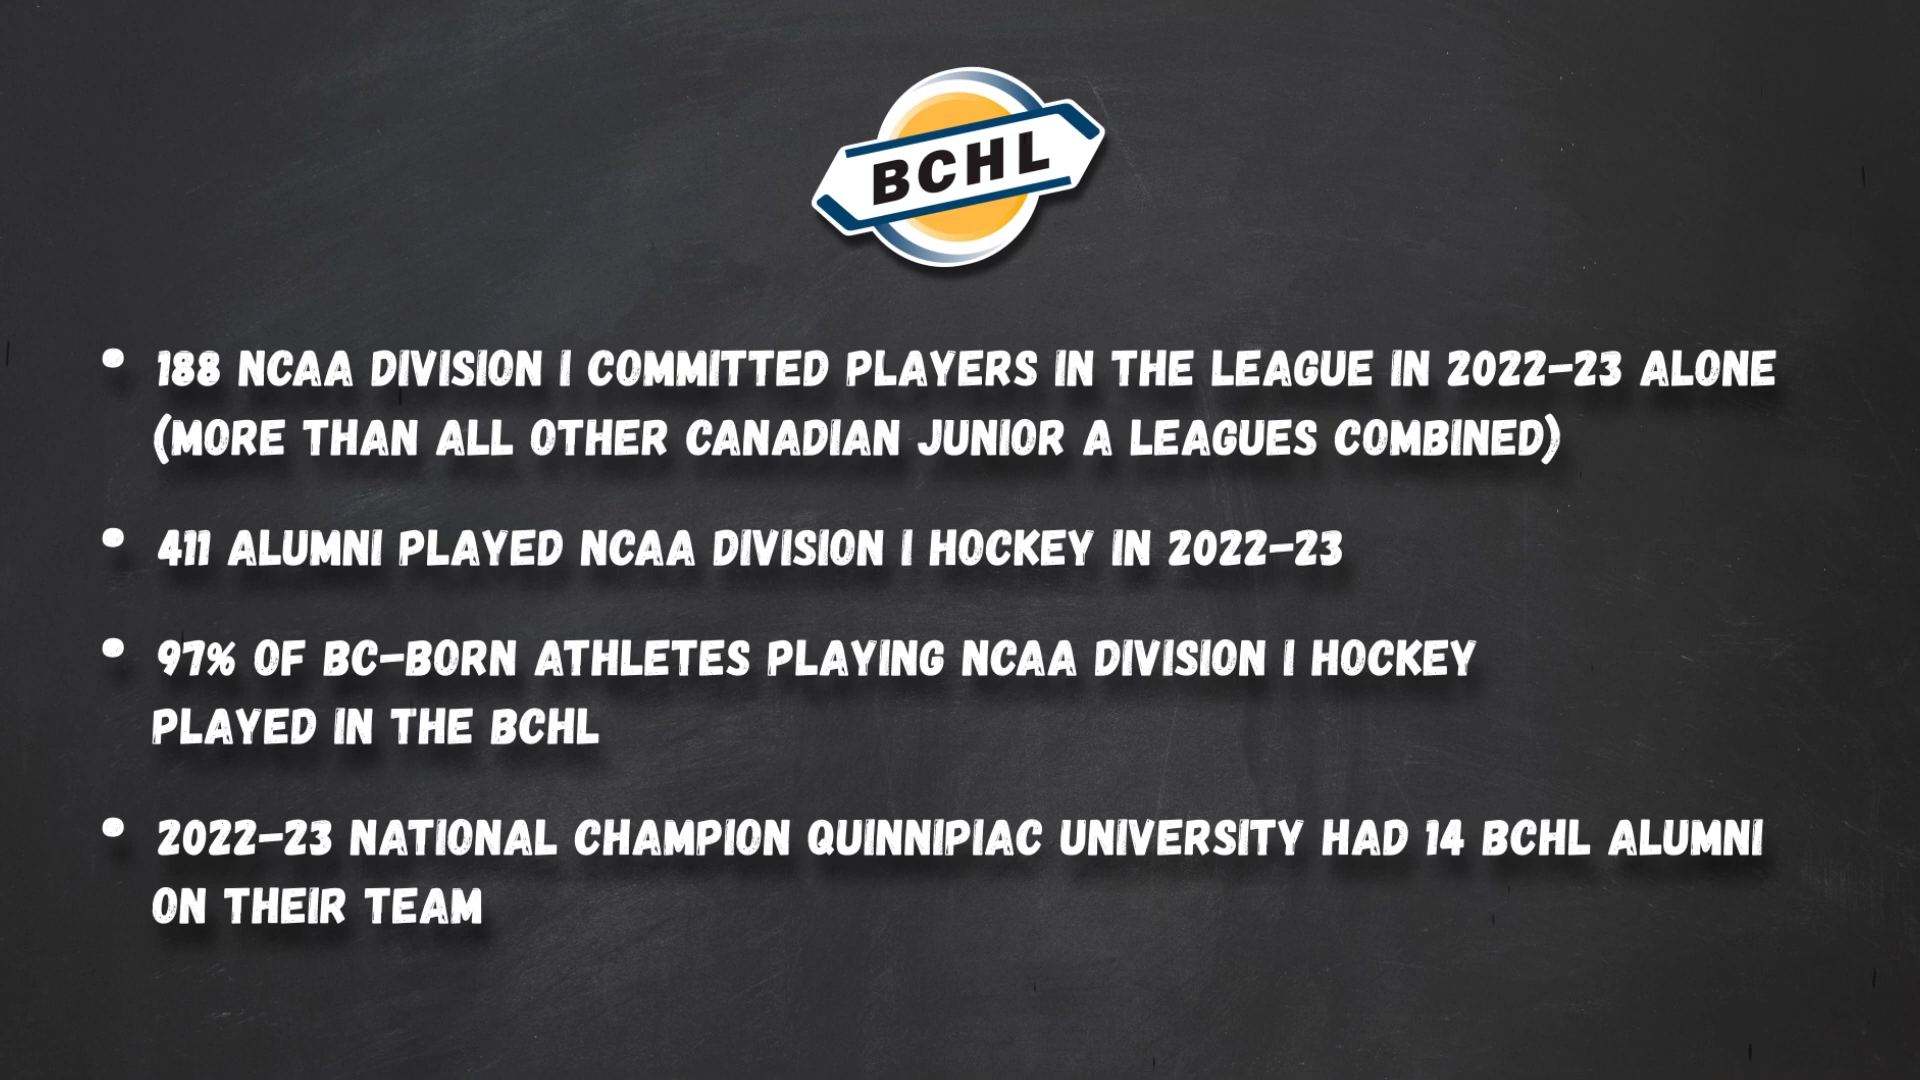 BCHL
• 188 NCAA DIVISION I COMMITTED PLAYERS IN THE LEAGUE IN 2022-23 ALONE
(MORE THAN ALL OTHER CANADIAN JUNIOR A LEAGUES COMBINED)
• 411 ALUMNI PLAYED NCAA DIVISION I HOCKEY IN 2022-23
• 97% OF BC-BORN ATHLETES PLAYING NCAA DIVISION I HOCKEY
PLAYED IN THE BCHL
• 2022-23 NATIONAL CHAMPION QUINNIPIAC UNIVERSITY HAD 14 BCHL ALUMNI
ON THEIR TEAM